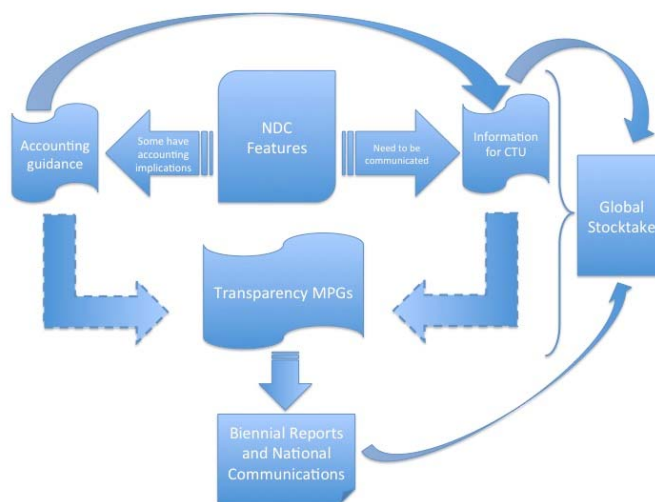 NDC
Features
Accounting
guidance
Some have
accounting
implications
Need to be
communicated
Information
for CTU
Global
Stocktake
Transparency MPGs
Biennial Reports
and National
Communications